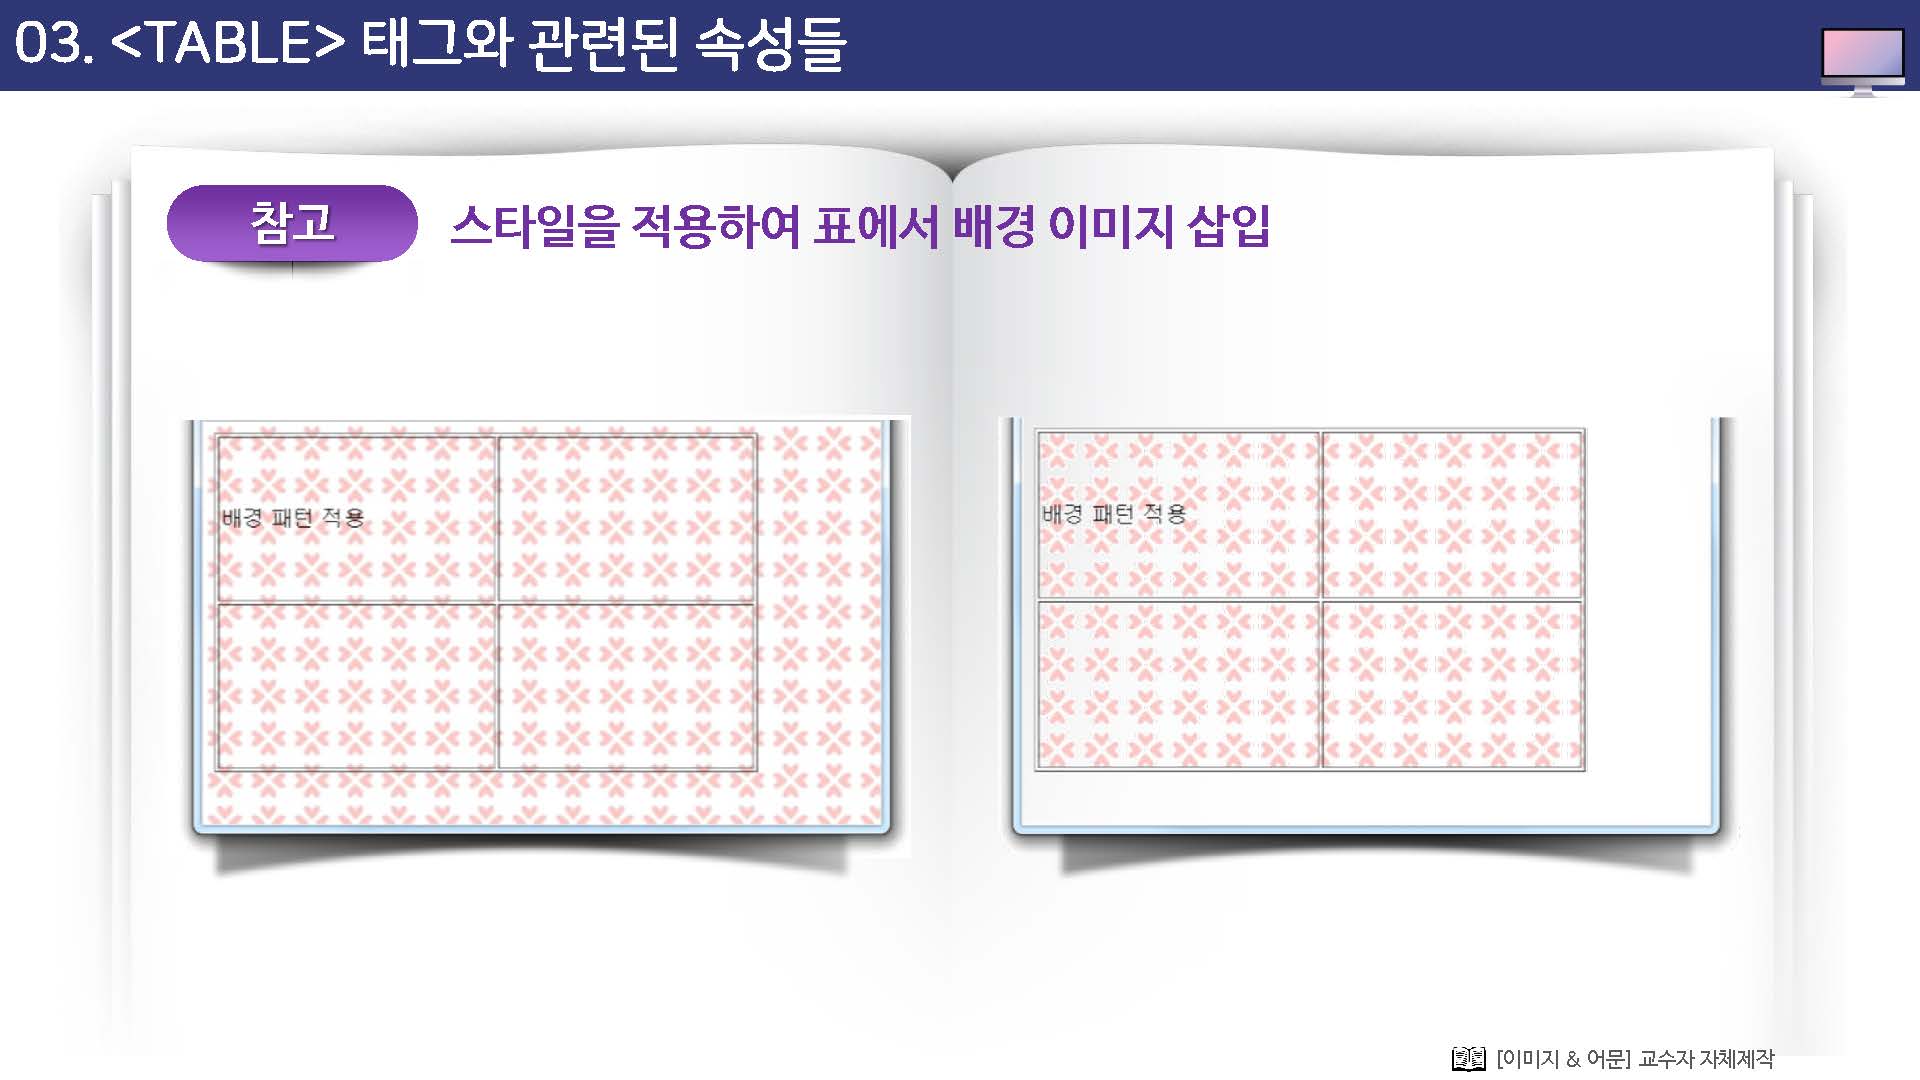 03. <TABLE> 태그와 관련된 속성들
참고
스타일을 적용하여 표에서 배경 이미지 삽입
배경 패턴 적용
배경 패턴 적용
[이미지 & 어문] 교수자 자체제작